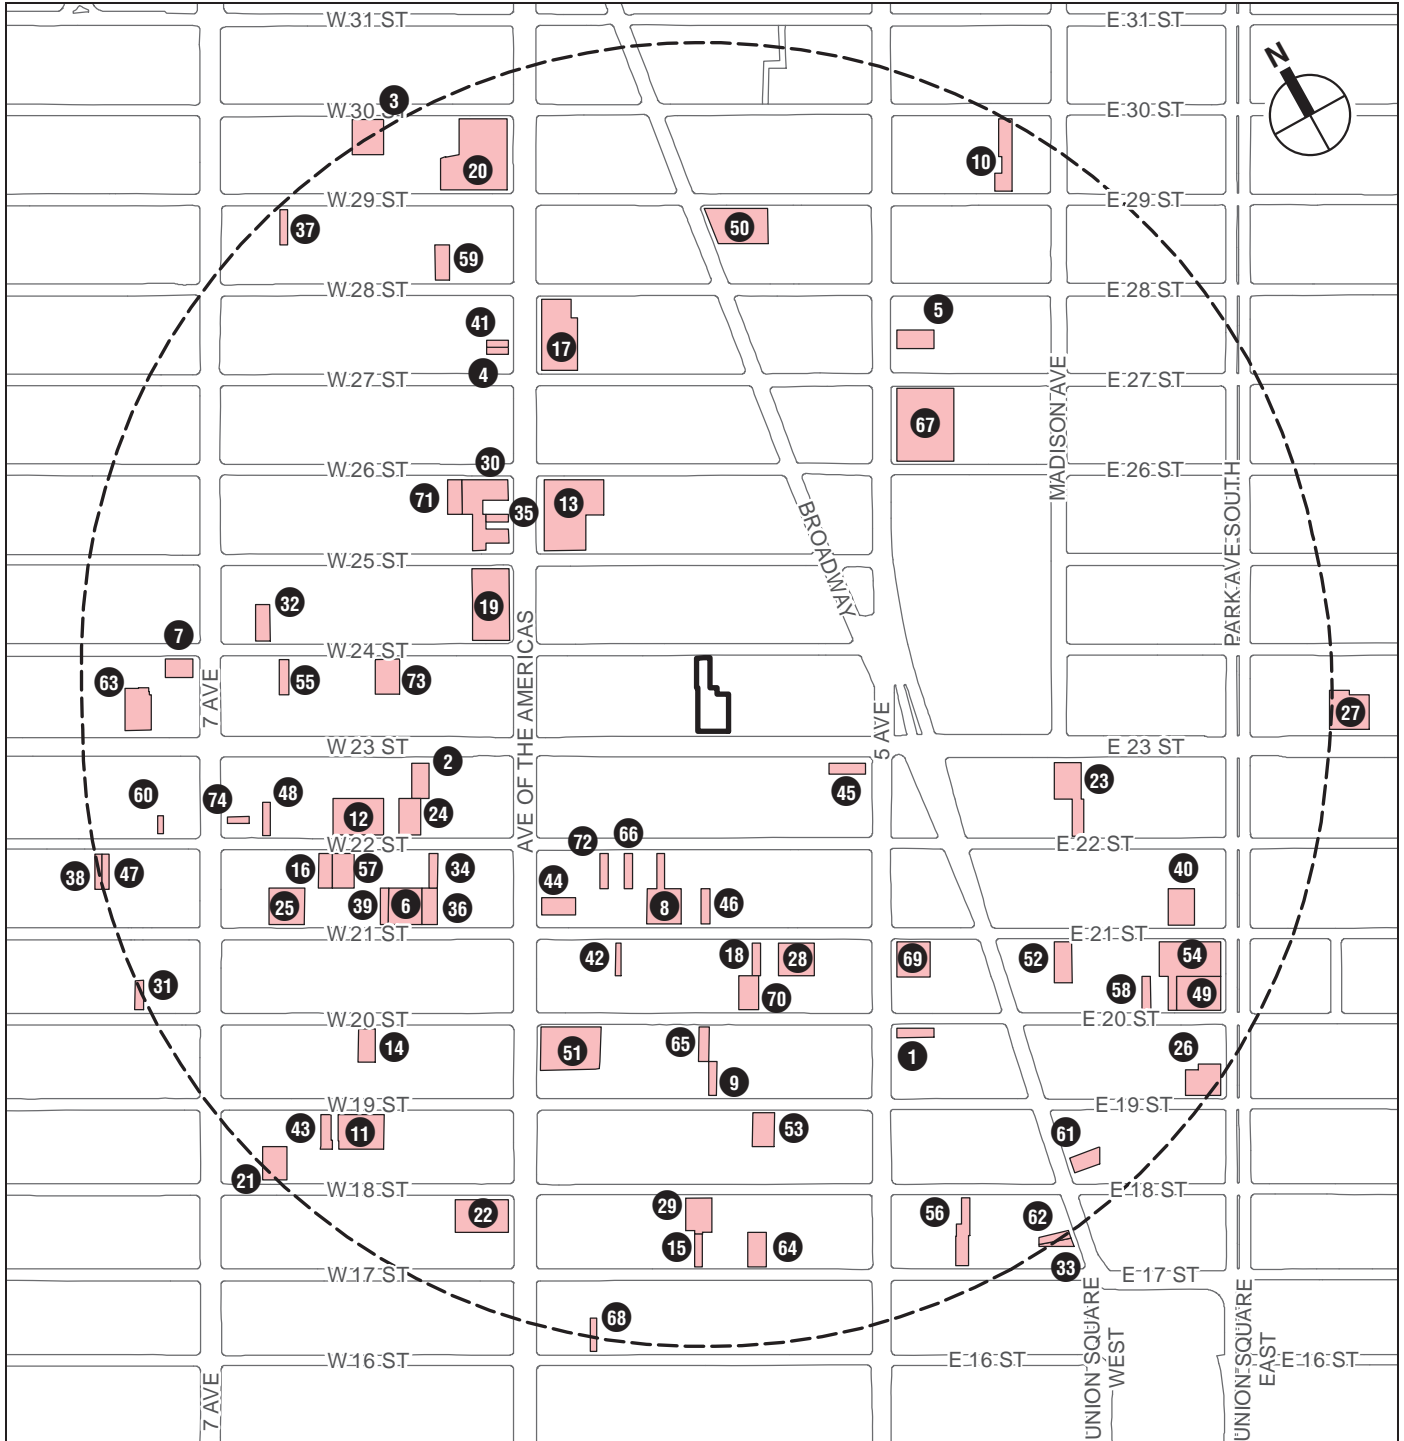 W 31 ST
E 31 ST
N
3
W 30 ST
E 30 ST
20
10
W 29 ST
E 29 ST
37
50
59
W 28 ST
E 28 ST
41
5
17
4
W 27 ST
E 27 ST
MADISON AVE
67
30
W 26 ST
E 26 ST
71
13
35
BROADWAY
PARK AVE SOUTH
W 25 ST
32
19
7
W 24 ST
AVE OF THE AMERICAS
63
7 AVE
55
73
27
5 AVE
W 23 ST
E 23 ST
2
23
45
60
74
48
12
24
W 22 ST
E 22 ST
72
66
38
47
16
57
34
40
44
25
39
6
36
8
46
W 21 ST
E 21 ST
42
18
28
69
52
54
31
70
58
49
W 20 ST
E 20 ST
14
51
65
1
26
9
W 19 ST
E 19 ST
43
11
53
61
21
W 18 ST
E 18 ST
22
29
56
62
15
64
33
W 17 ST
E 17 ST
68
UNION SQUARE
WEST
UNION SQUARE
EAST
W 16 ST
E 16 ST
E 16 ST
7 AVE